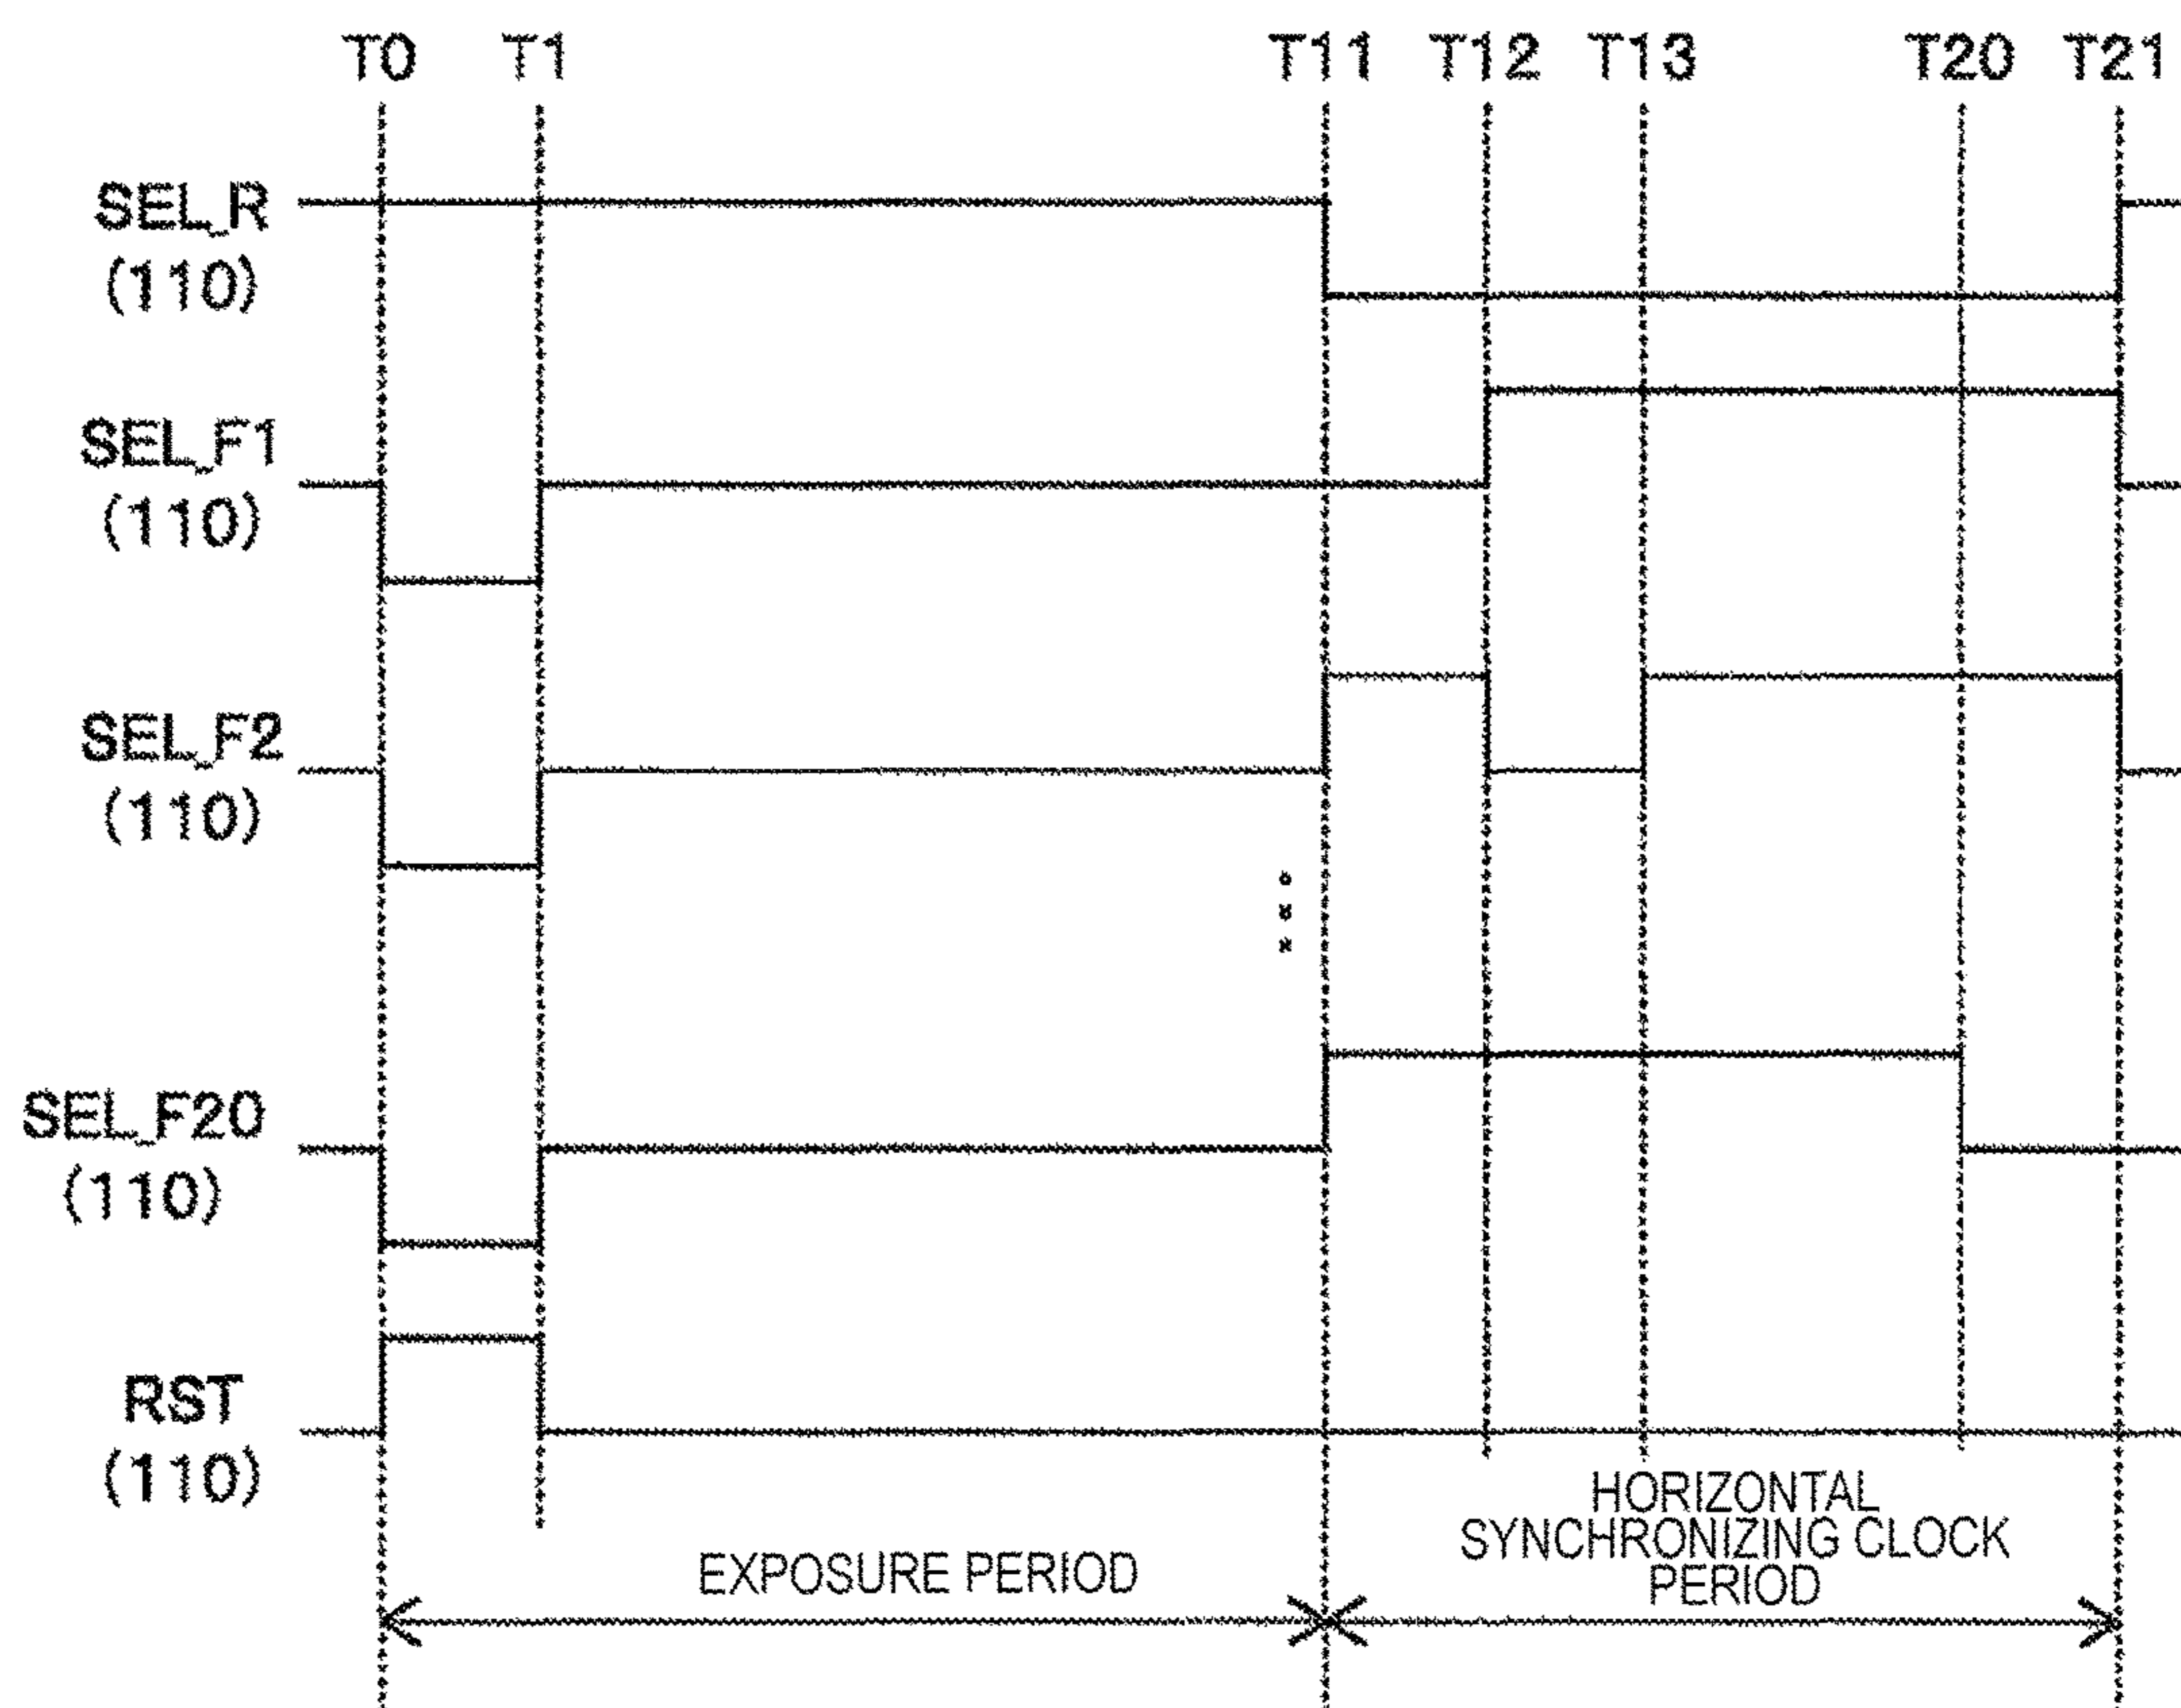 T0 T1 T11 T12 T13 T20 T21
SEL_R
(110)
SEL_F1
(110)
SEL_F2
(110)
SEL_F20
(110)
RST
(110)
EXPOSURE PERIOD
HORIZONTAL
SYNCHRONIZING CLOCK
PERIOD